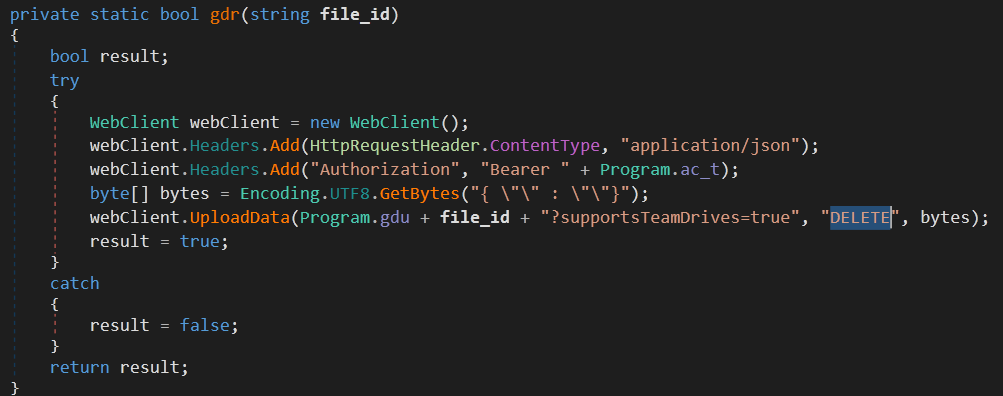 private static bool gdr(string file_id)
{
    bool result;
    try
    {
        WebClient webClient = new WebClient();
        webClient.Headers.Add(HttpRequestHeader.ContentType, "application/json");
        webClient.Headers.Add("Authorization", "Bearer " + Program.ac_t);
        byte[] bytes = Encoding.UTF8.GetBytes("{ \"\" : \"\"}");
        webClient.UploadData(Program.gdu + file_id + "?supportsTeamDrives=true", "DELETE", bytes);
        result = true;
    }
    catch
    {
        result = false;
    }
    return result;
}